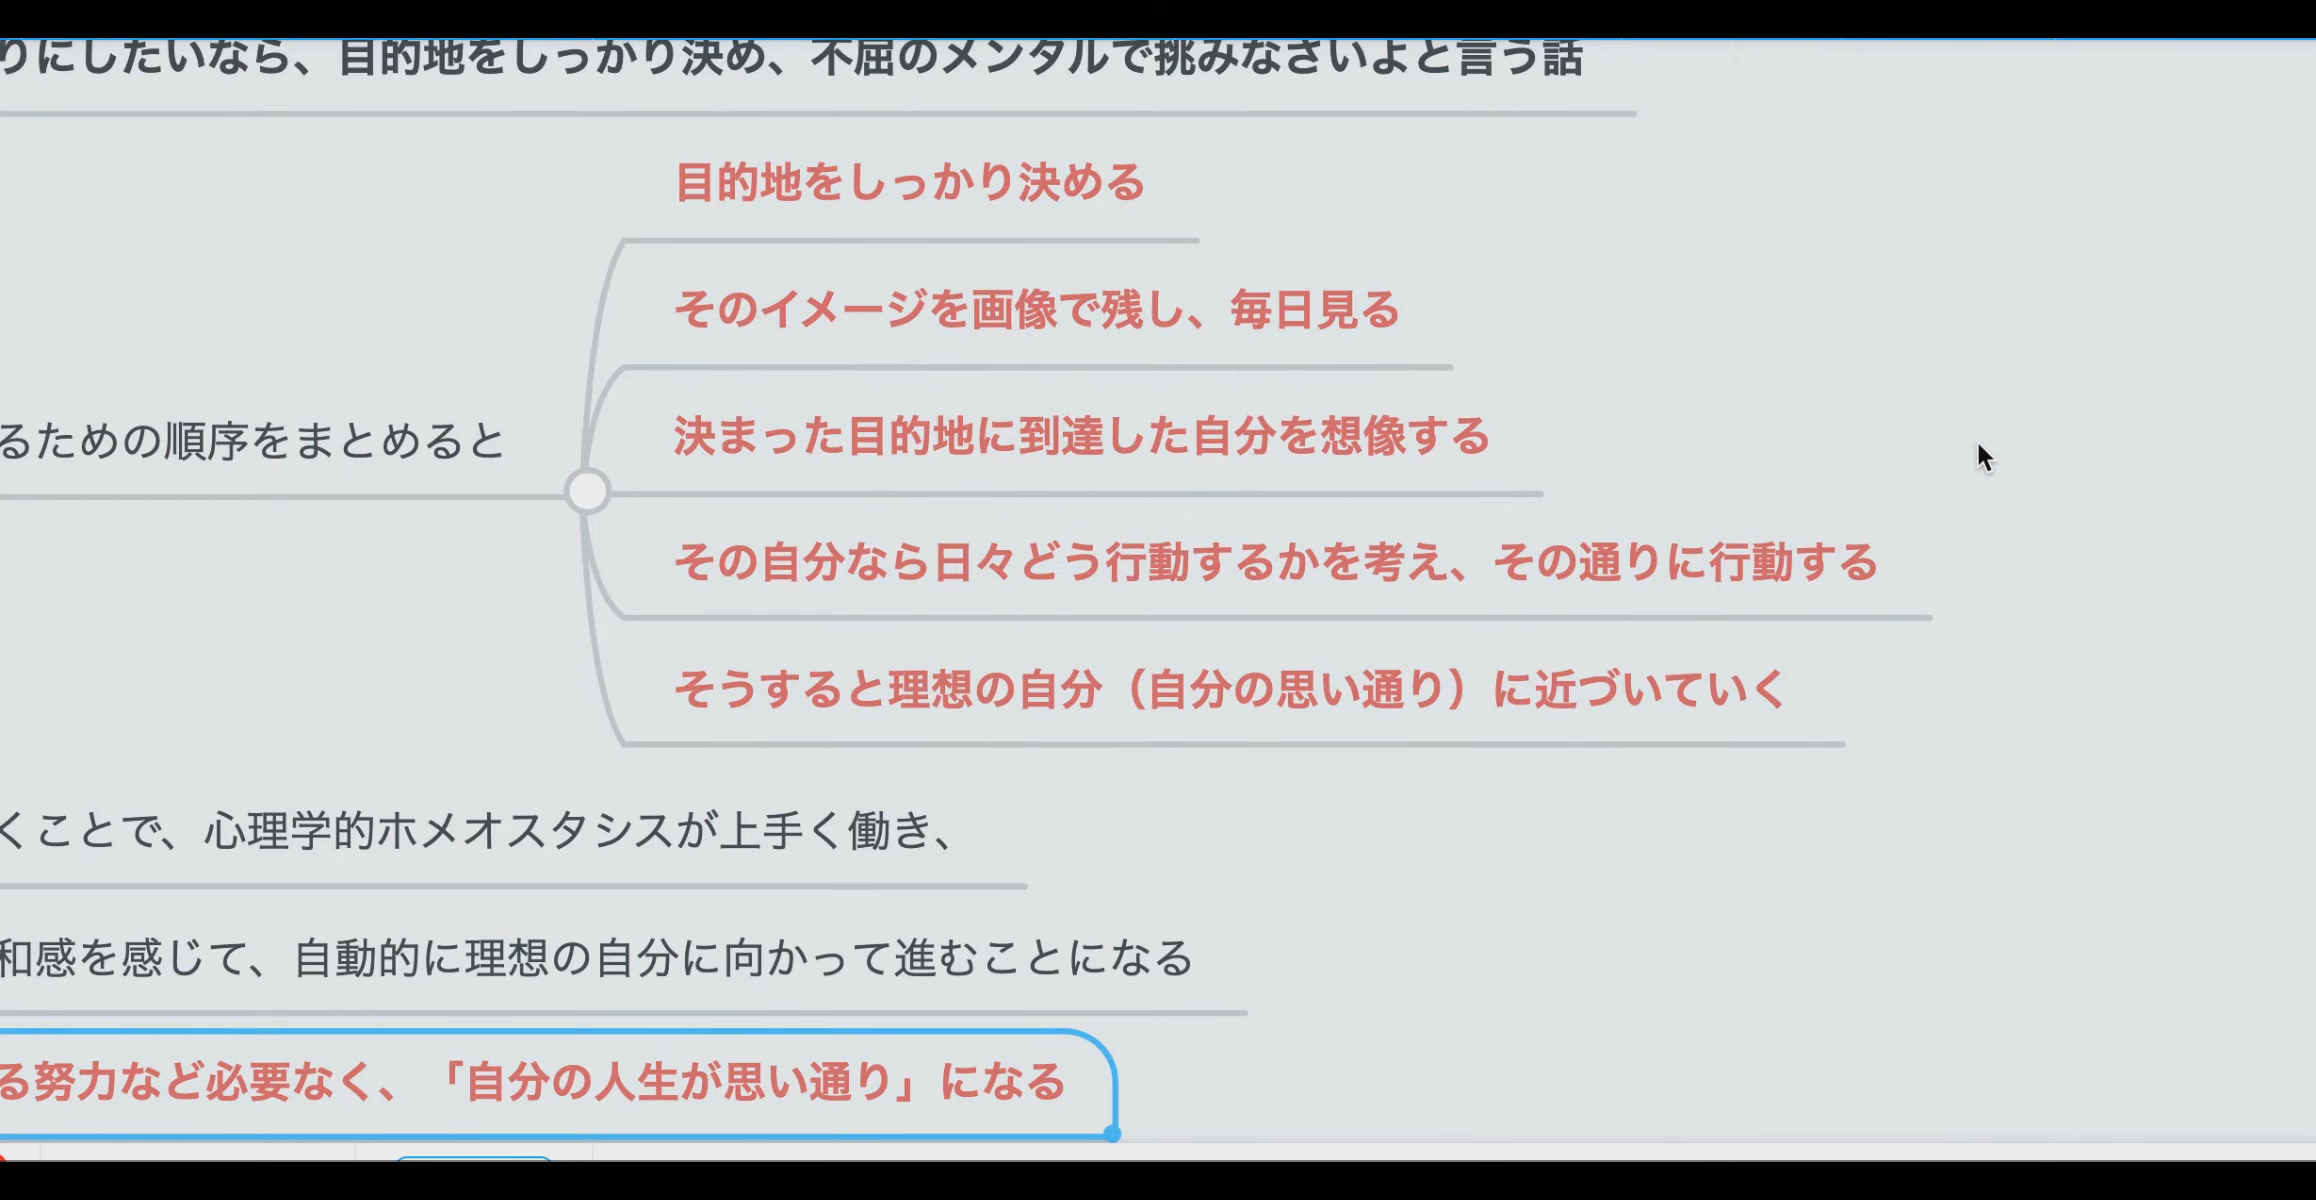 りにしたいなら、目的地をしっかり決め、不屈のメンタルで挑みなさいよと言う話
目的地をしっかり決める
そのイメージを画像で残し、毎日見る
るための順序をまとめると
決まった目的地に到達した自分を想像する
その自分なら日々どう行動するかを考え、その通りに行動する
そうすると理想の自分（自分の思い通り）に近づいていく
くことで、心理学的ホメオスタシスが上手く働き、
和感を感じて、自動的に理想の自分に向かって進むことになる
る努力など必要なく、「自分の人生が思い通り」になる